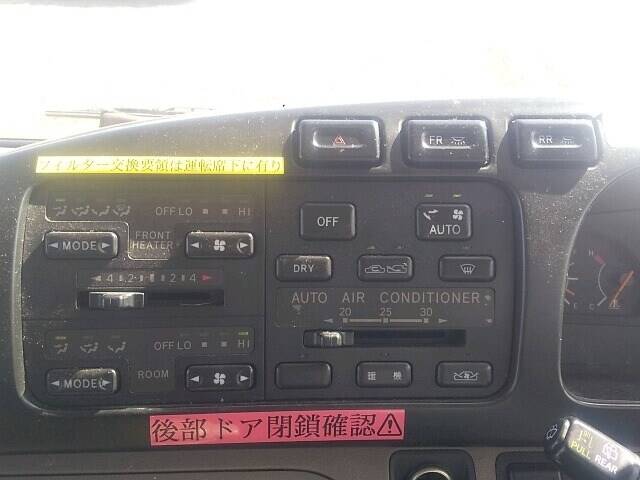 FR
RR
フィルター交換要領は運転席下に有り
OFF LO HI
OFF
MODE
FRONT
HEATER
AUTO
DRY
4 2 2 4
AUTO AIR CONDITIONER
20 25 30
OFF LO HI
MODE
ROOM
後部ドア閉鎖確認⚠
PULL REAR
H
E C